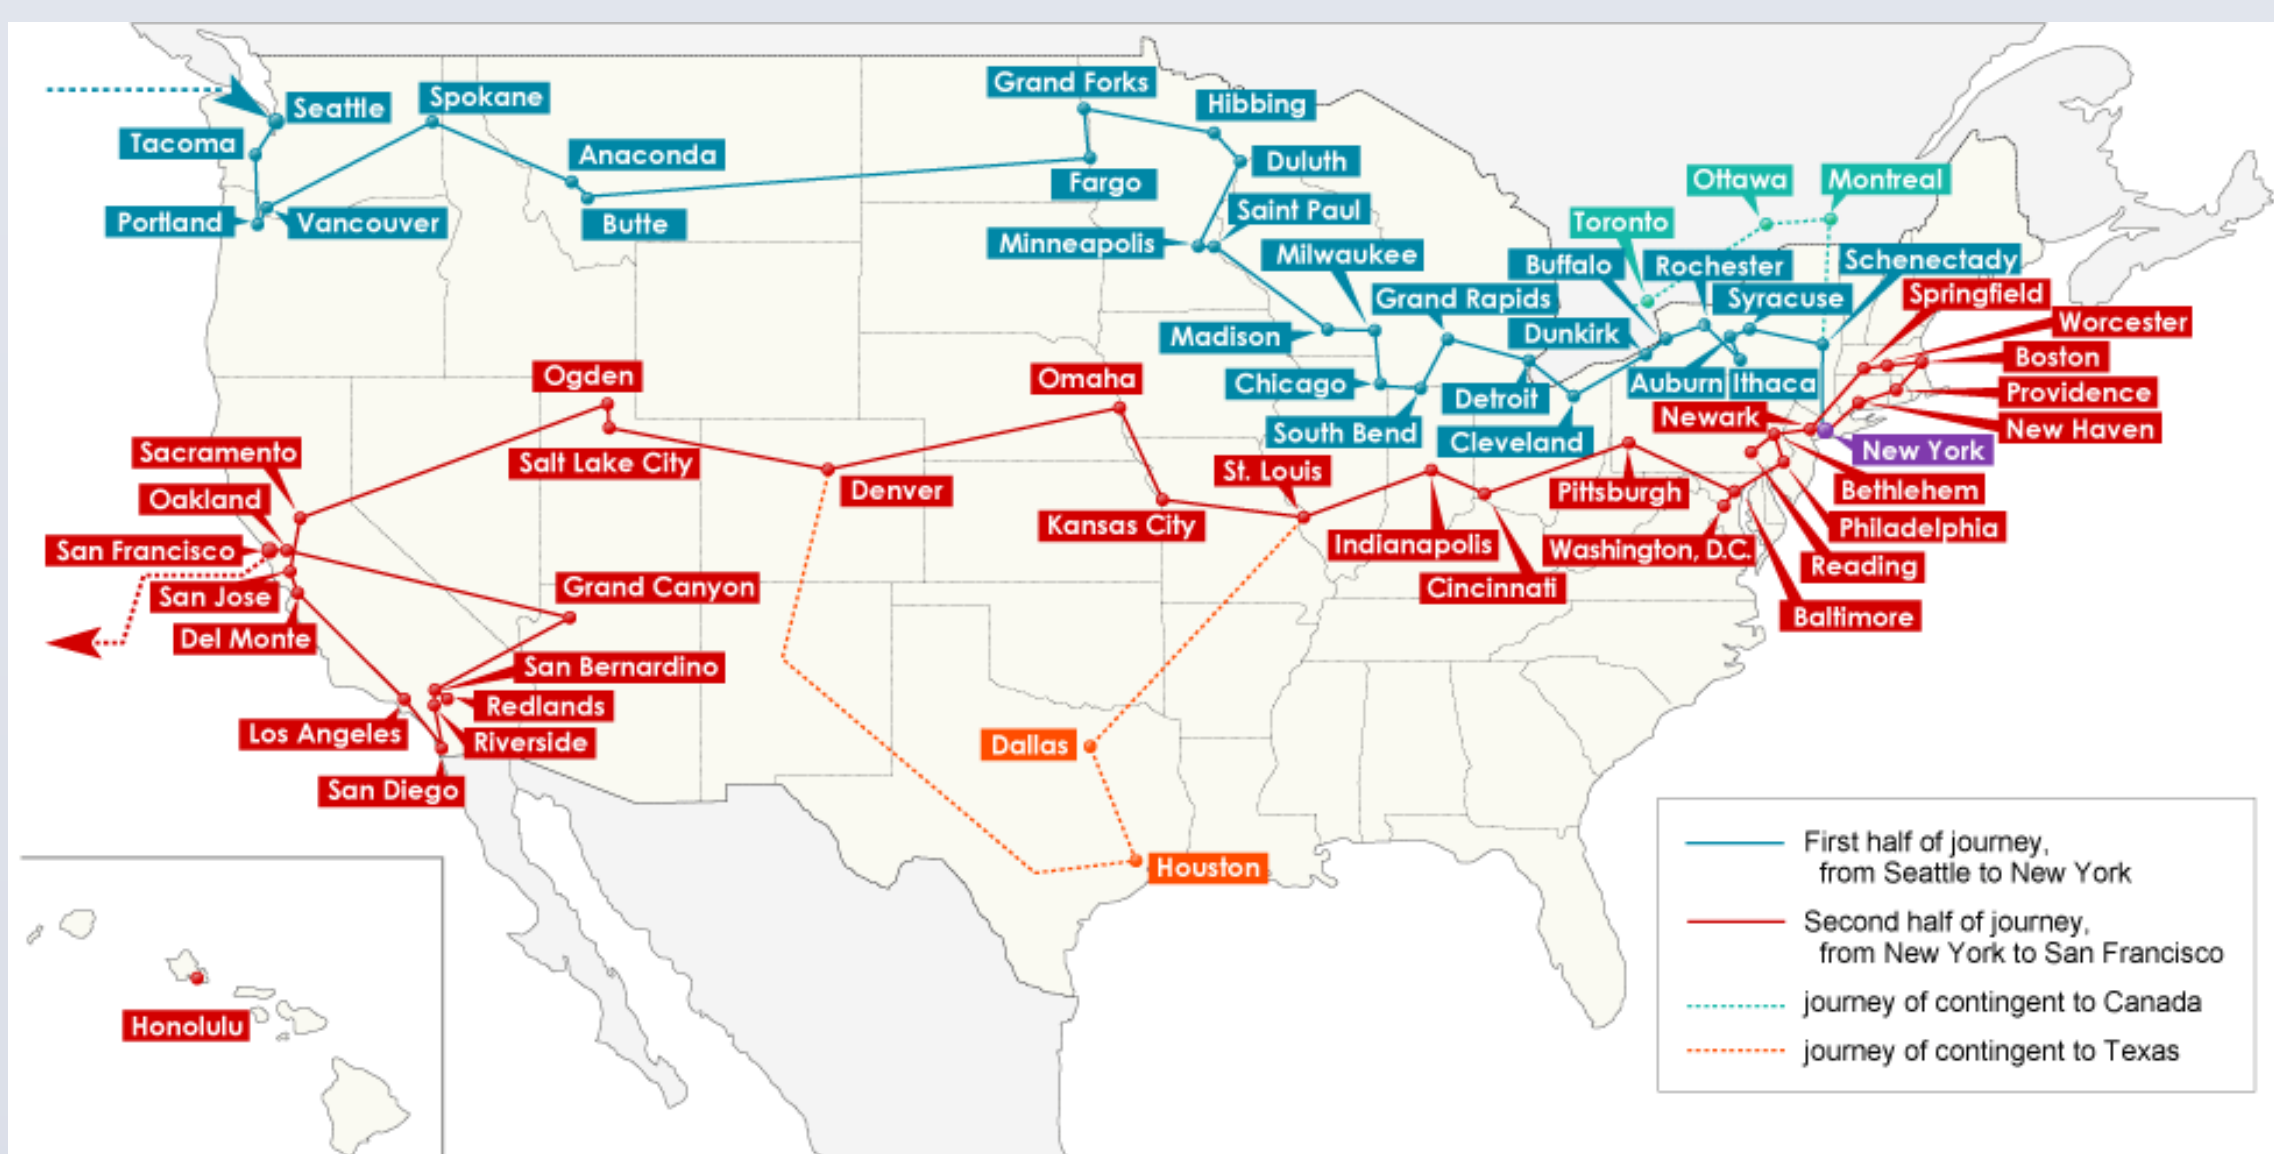 Seattle
Spokane
Tacoma
Anaconda
Portland
Vancouver
Butte
Grand Forks
Hibbing
Fargo
Duluth
Minneapolis
Saint Paul
Milwaukee
Madison
Chicago
Grand Rapids
South Bend
Detroit
Cleveland
Dunkirk
Buffalo
Rochester
Syracuse
Auburn
Ithaca
Schenectady
Toronto
Ottawa
Montreal
Springfield
Worcester
Boston
Providence
New Haven
New York
Newark
Bethlehem
Philadelphia
Reading
Baltimore
Washington, D.C.
Pittsburgh
Cincinnati
Indianapolis
St. Louis
Kansas City
Omaha
Denver
Salt Lake City
Ogden
Sacramento
Oakland
San Francisco
San Jose
Del Monte
Grand Canyon
San Bernardino
Redlands
Riverside
Los Angeles
San Diego
Dallas
Houston
Honolulu
First half of journey,
from Seattle to New York
Second half of journey,
from New York to San Francisco
journey of contingent to Canada
journey of contingent to Texas